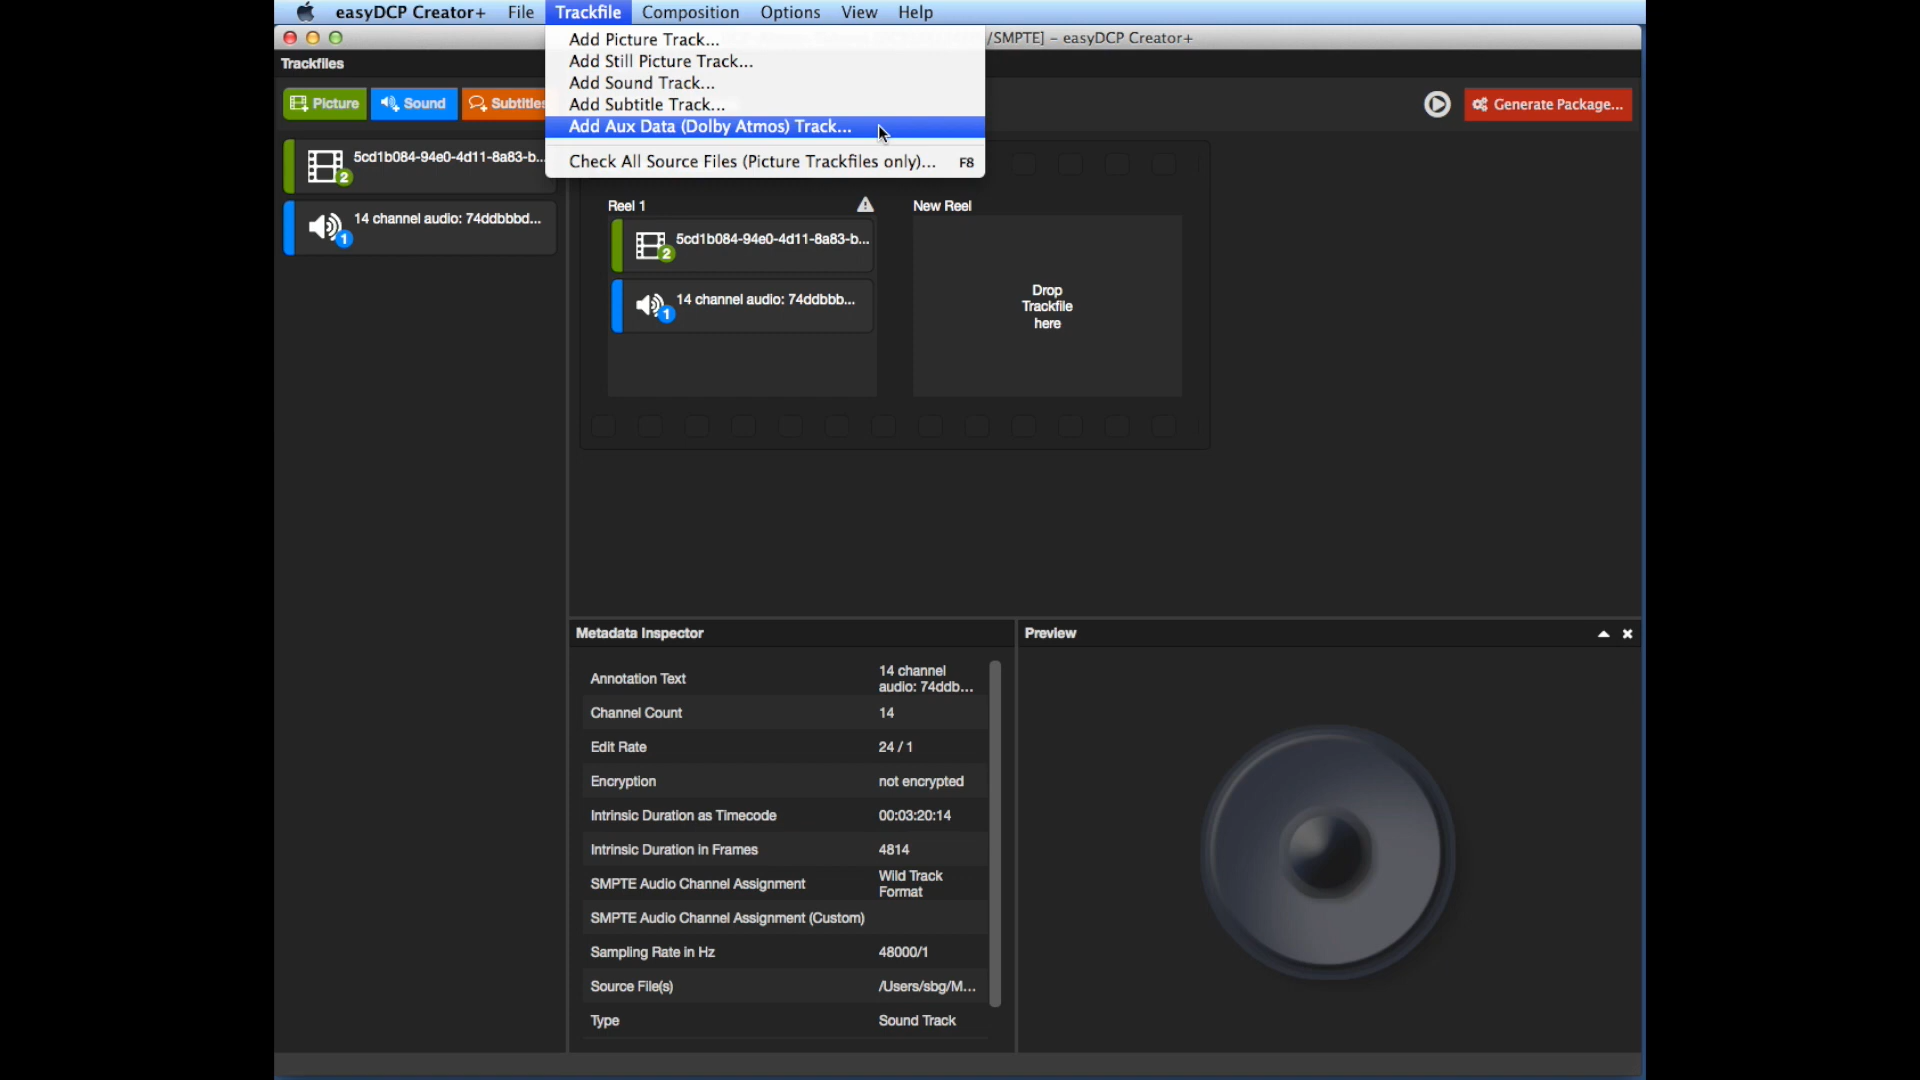 easyDCP Creator+ File Trackfile Composition Options View Help
/SMPTE] – easyDCP Creator+
Trackfiles
Add Picture Track...
Add Still Picture Track...
Add Sound Track...
Add Subtitle Track...
Add Aux Data (Dolby Atmos) Track...
Check All Source Files (Picture Trackfiles only)... F8
Picture Sound Subtitles
Generate Package...
5cd1b084-94e0-4d11-8a83-b...
2
14 channel audio: 74ddbbbd...
1
Reel 1
New Reel
5cd1b084-94e0-4d11-8a83-b...
2
14 channel audio: 74ddbbb...
1
Drop
Trackfile
here
Metadata Inspector
Annotation Text 14 channel
audio: 74ddb...
Channel Count 14
Edit Rate 24 / 1
Encryption not encrypted
Intrinsic Duration as Timecode 00:03:20:14
Intrinsic Duration in Frames 4814
SMPTE Audio Channel Assignment Wild Track
Format
SMPTE Audio Channel Assignment (Custom)
Sampling Rate in Hz 48000/1
Source File(s) /Users/sbg/M...
Type Sound Track
Preview